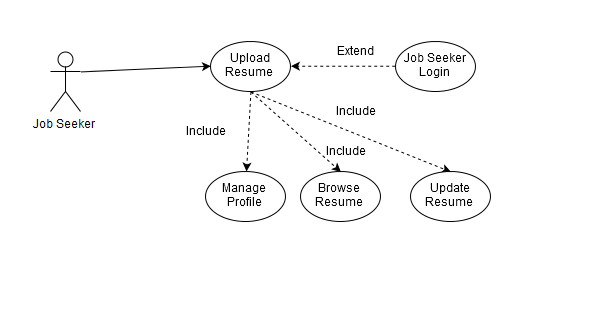 Upload
Resume
Extend
Job Seeker
Login
Job Seeker
Include
Include
Include
Manage
Profile
Browse
Resume
Update
Resume